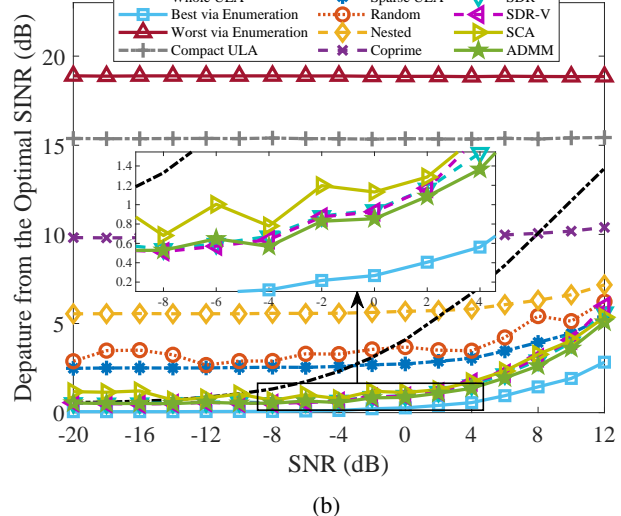 Whole ULA Sparse ULA SDR
Best via Enumeration Random SDR-V
Worst via Enumeration Nested SCA
Compact ULA Coprime ADMM
Depature from the Optimal SINR (dB)
20
15
10
5
0
1.4
1.2
1
0.8
0.6
0.4
0.2
-8 -6 -4 -2 0 2 4
-20 -16 -12 -8 -4 0 4 8 12
SNR (dB)
(b)